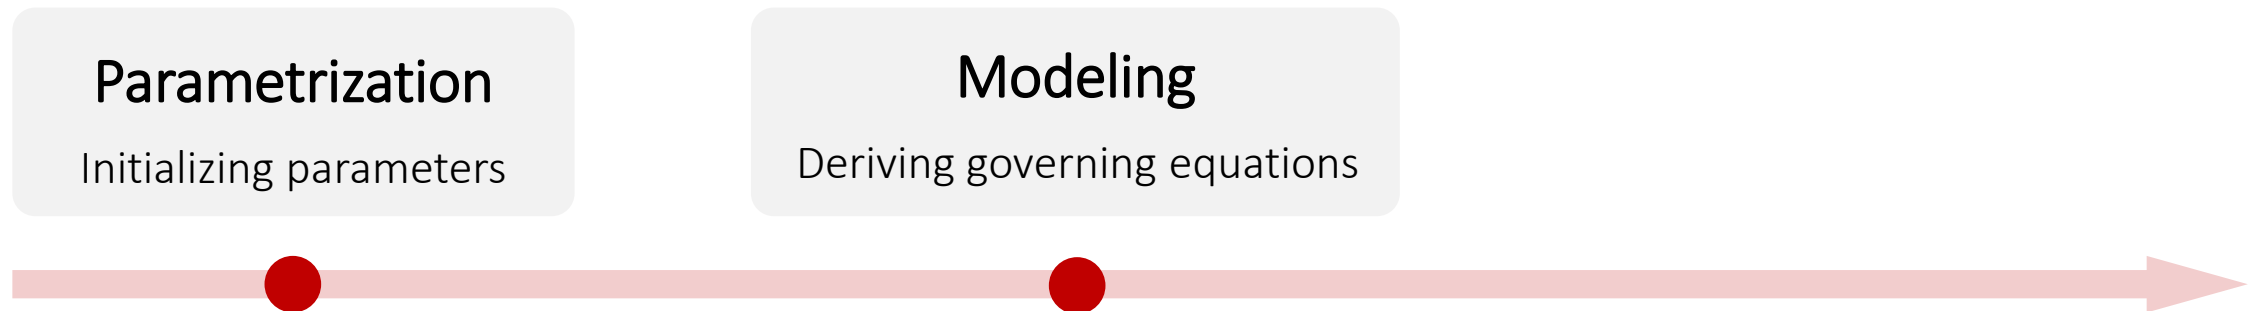 Parametrization
Initializing parameters
Modeling
Deriving governing equations